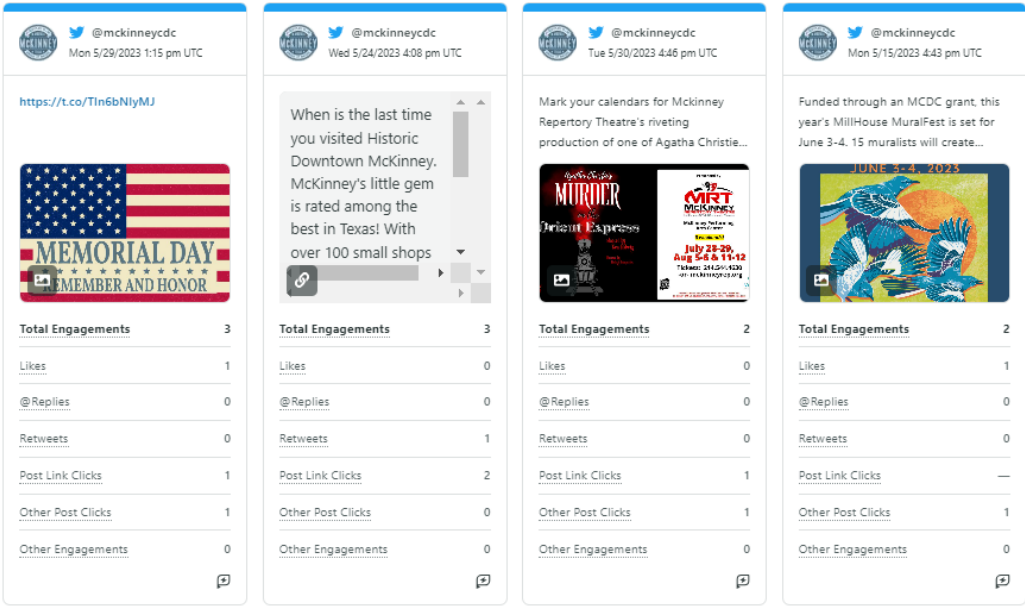 @mckinneycdc
Mon 5/29/2023 1:15 pm UTC
https://t.co/TIn6bNIyMJ
MEMORIAL DAY
REMEMBER AND HONOR
Total Engagements 3
Likes 1
@Replies 0
Retweets 0
Post Link Clicks 1
Other Post Clicks 1
Other Engagements 0
@mckinneycdc
Wed 5/24/2023 4:08 pm UTC
When is the last time
you visited Historic
Downtown McKinney.
McKinney's little gem
is rated among the
best in Texas! With
over 100 small shops
Total Engagements 3
Likes 0
@Replies 0
Retweets 1
Post Link Clicks 2
Other Post Clicks 0
Other Engagements 0
@mckinneycdc
Tue 5/30/2023 4:46 pm UTC
Mark your calendars for Mckinney
Repertory Theatre's riveting
production of one of Agatha Christie...
Agatha Christie's
MURDER
Orient Express
MRT
McKinney
McKinney Performing
Arts Center
July 28-29,
Aug 5-6 & 11-12
Total Engagements 2
Likes 0
@Replies 0
Retweets 0
Post Link Clicks 1
Other Post Clicks 1
Other Engagements 0
@mckinneycdc
Mon 5/15/2023 4:43 pm UTC
Funded through an MCDC grant, this
year's MillHouse MuralFest is set for
June 3-4. 15 muralists will create...
JUNE 3-4, 2023
Total Engagements 2
Likes 1
@Replies 0
Retweets 0
Post Link Clicks —
Other Post Clicks 1
Other Engagements 0